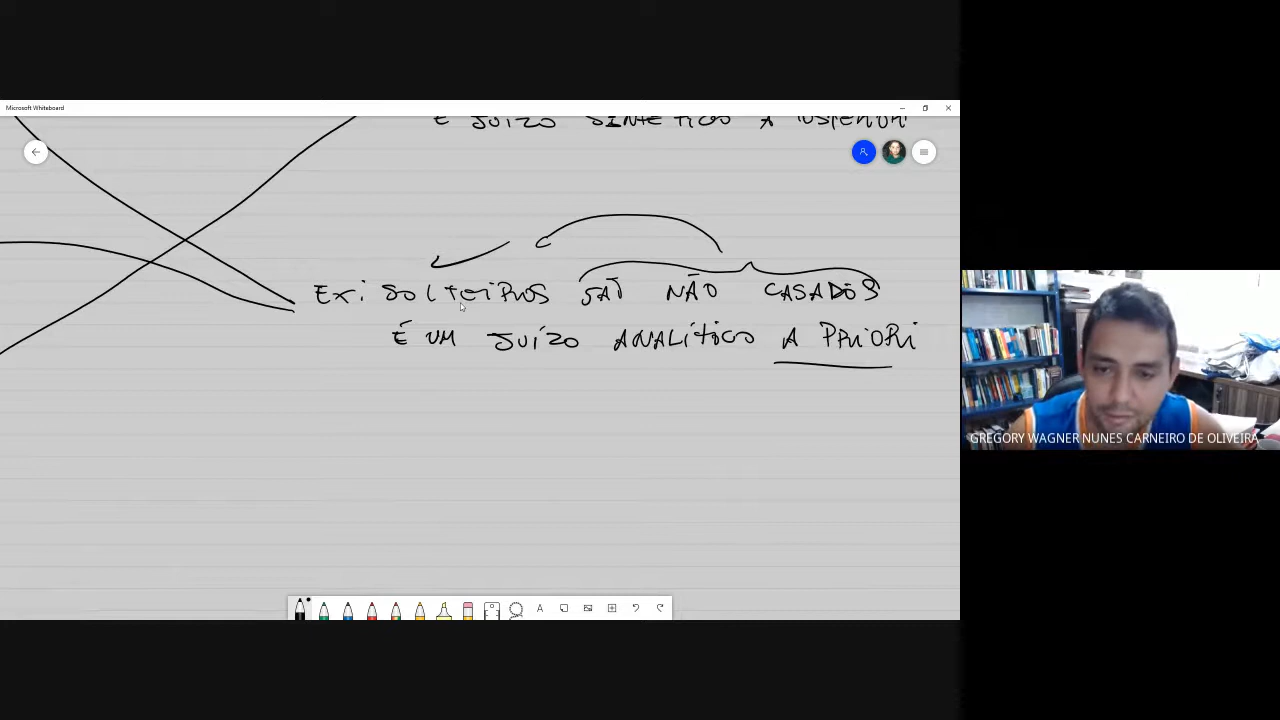 Microsoft Whiteboard
É JUÍZO SINTÉTICO A POSTERIORI
C
Ex: SOLTEIROS SÃO NÃO CASADOS
É UM JUÍZO ANALÍTICO A PRIORI
GREGORY WAGNER NUNES CARNEIRO DE OLIVEIRA
A